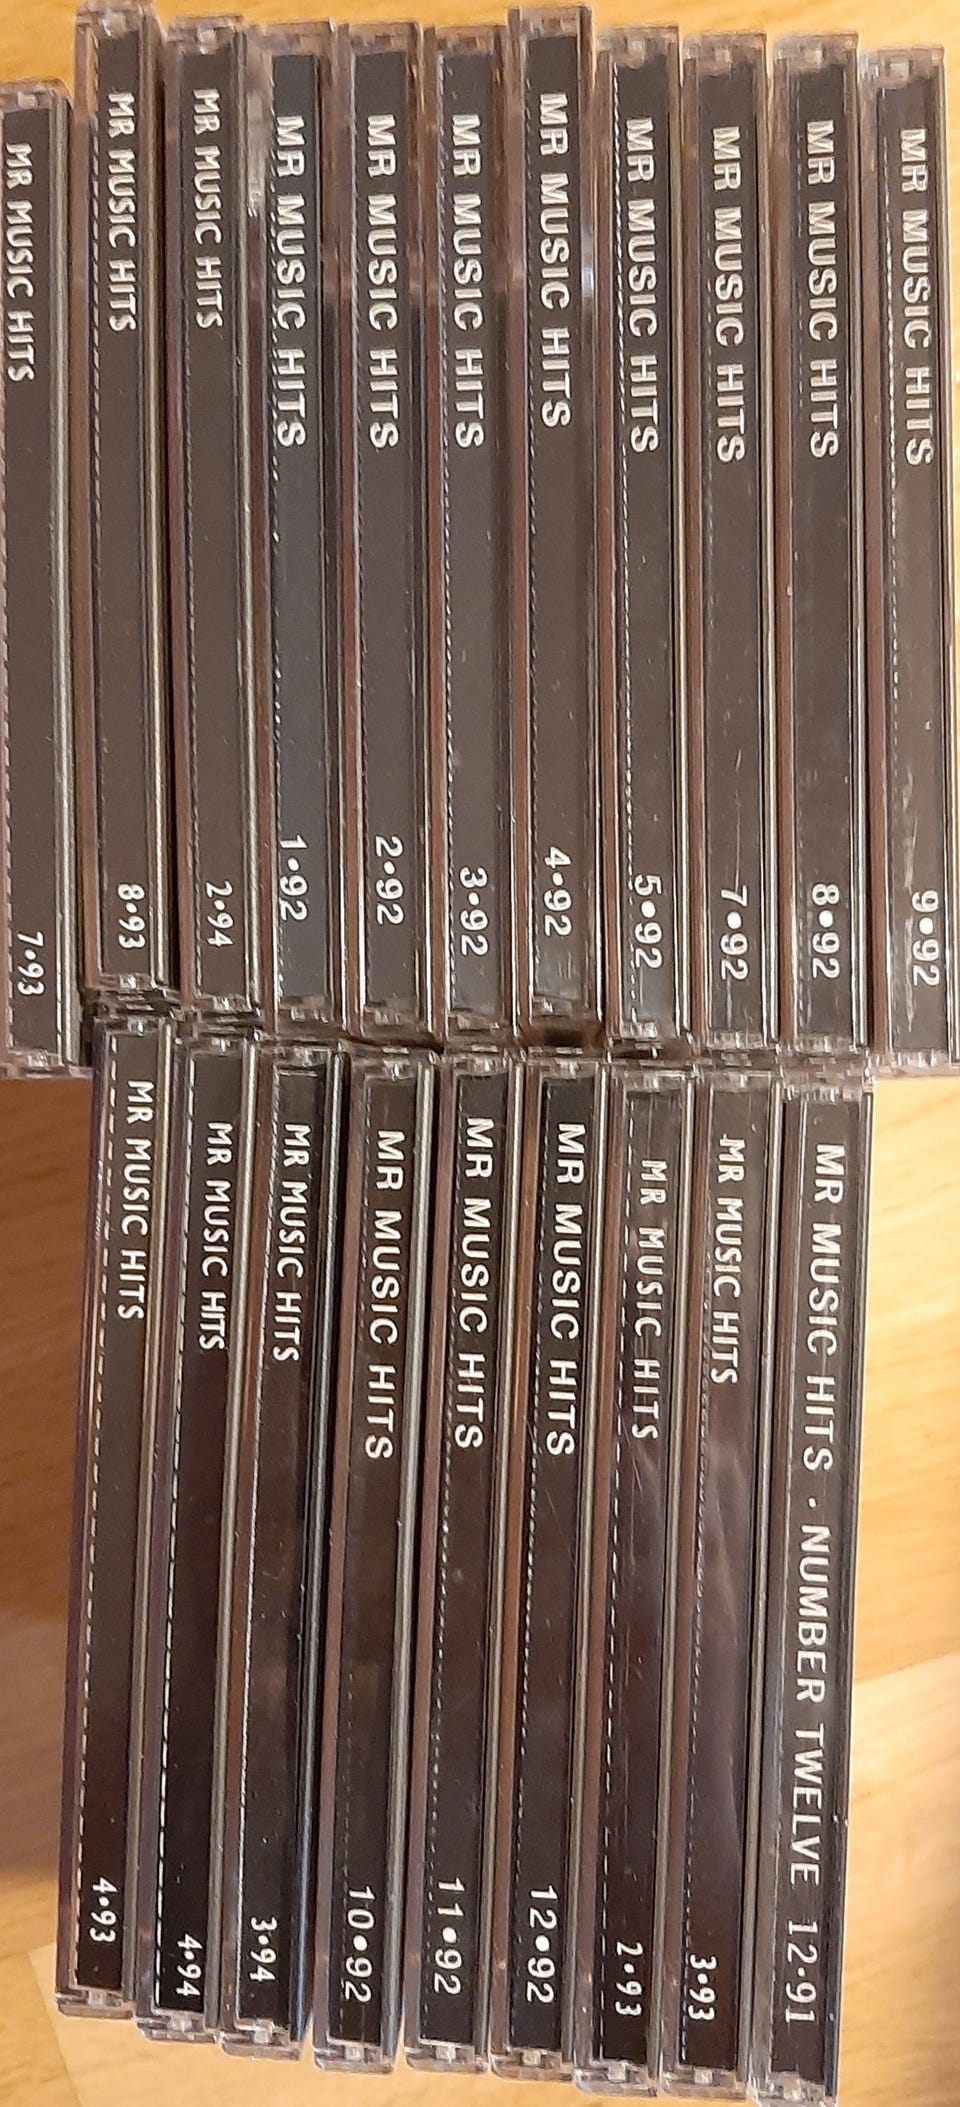 MR MUSIC HITS 9•92
MR MUSIC HITS 8•92
MR MUSIC HITS 7•92
MR MUSIC HITS 5•92
MR MUSIC HITS 4•92
MR MUSIC HITS 3•92
MR MUSIC HITS 2•92
MR MUSIC HITS 1•92
MR MUSIC HITS 2•94
MR MUSIC HITS 8•93
MR MUSIC HITS 7•93
MR MUSIC HITS • NUMBER TWELVE 12•91
MR MUSIC HITS 3•93
MR MUSIC HITS 2•93
MR MUSIC HITS 12•92
MR MUSIC HITS 11•92
MR MUSIC HITS 10•92
MR MUSIC HITS 3•94
MR MUSIC HITS 4•94
MR MUSIC HITS 4•93